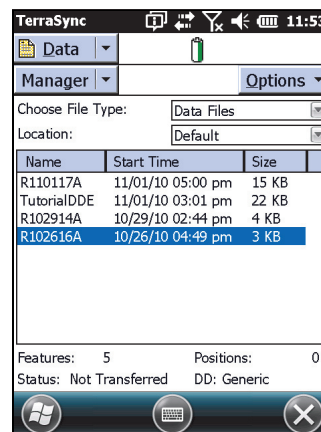 TerraSync 11:53
Data
Manager Options
Choose File Type: Data Files
Location: Default
Name Start Time Size
R110117A 11/01/10 05:00 pm 15 KB
TutorialDDE 11/01/10 03:01 pm 22 KB
R102914A 10/29/10 02:44 pm 4 KB
R102616A 10/26/10 04:49 pm 3 KB
Features: 5 Positions: 0
Status: Not Transferred DD: Generic